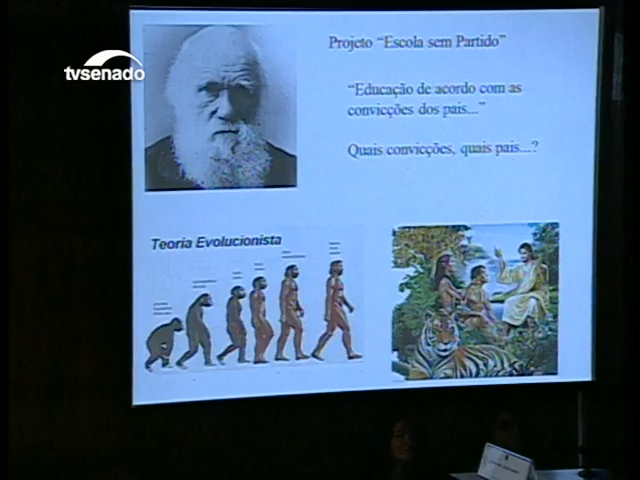 tvsenado
Projeto "Escola sem Partido"
"Educação de acordo com as
convicções dos pais..."
Quais convicções, quais pais...?
Teoria Evolucionista